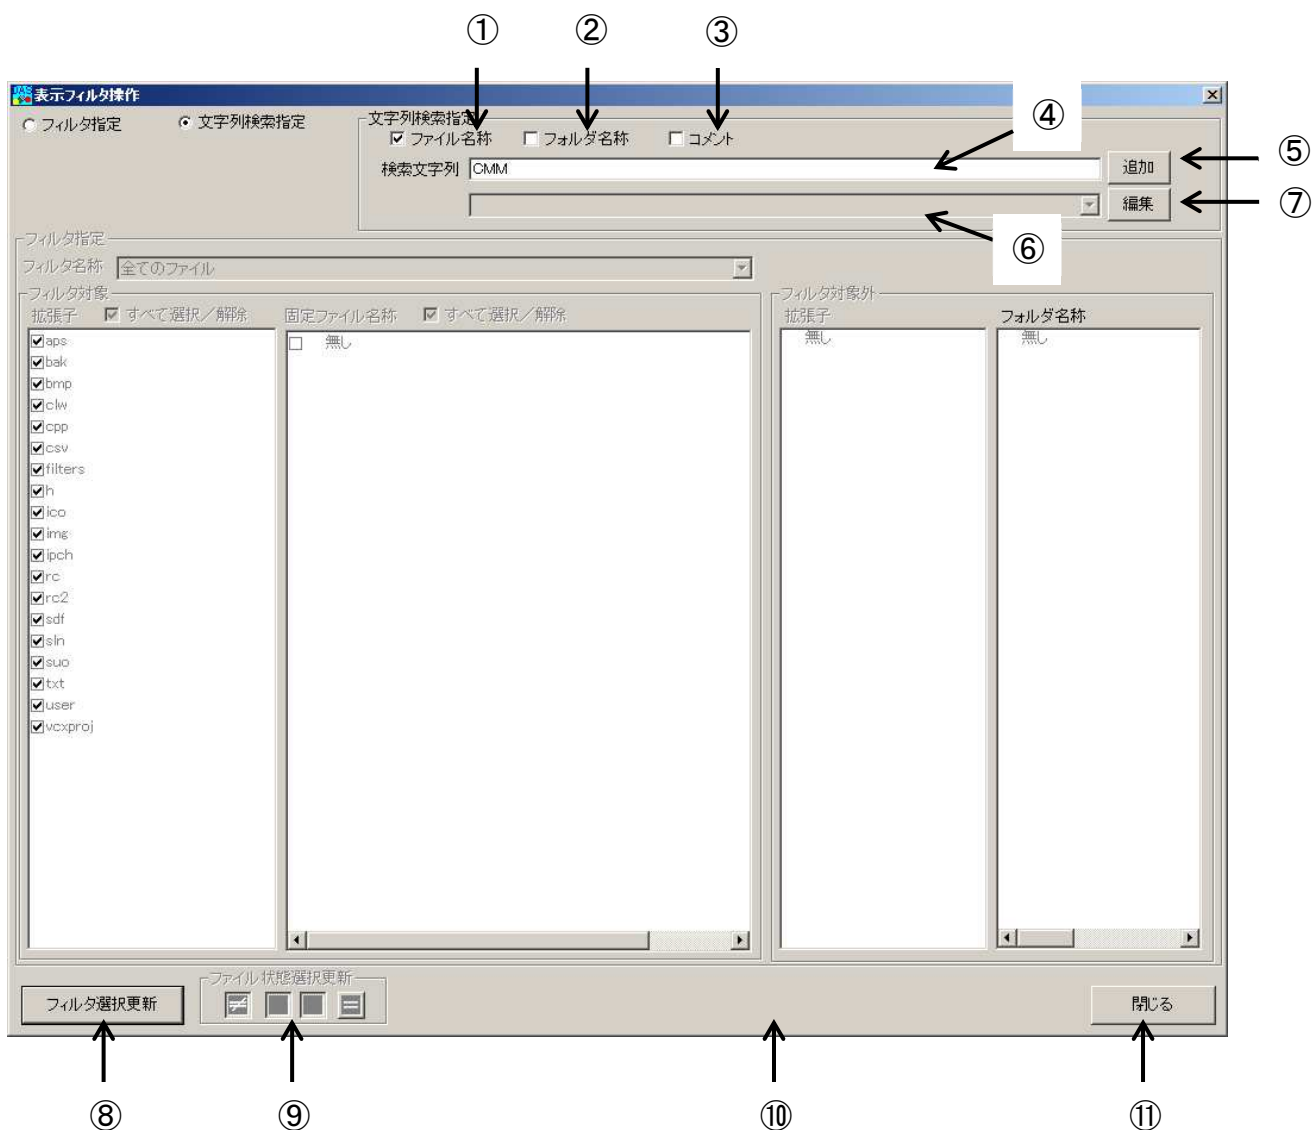 ① ② ③
表示フィルタ操作
フィルタ指定 文字列検索指定
文字列検索指定
ファイル名称 フォルダ名称 コメント
④
検索文字列 CMM 追加 ⑤
編集 ⑦
⑥
フィルタ指定
フィルタ名称 全てのファイル
フィルタ対象
拡張子 すべて選択/解除 固定ファイル名称 すべて選択/解除
フィルタ対象外
拡張子 フォルダ名称
aps
bak
bmp
clw
cpp
csv
filters
h
ico
img
ipch
rc
rc2
sdf
sln
suo
txt
user
vcxproj
無し
無し
無し
ファイル状態選択更新
フィルタ選択更新 閉じる
⑧ ⑨ ⑩ ⑪